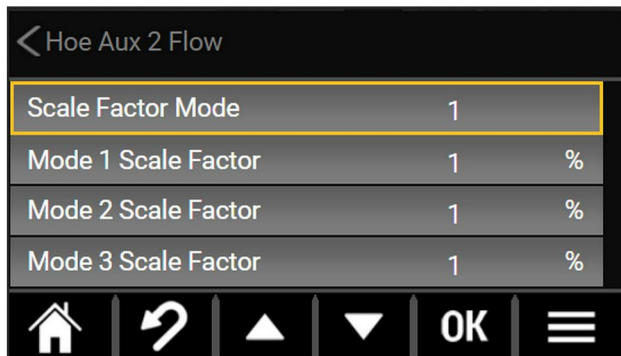 Hoe Aux 2 Flow
Scale Factor Mode 1
Mode 1 Scale Factor 1 %
Mode 2 Scale Factor 1 %
Mode 3 Scale Factor 1 %
OK